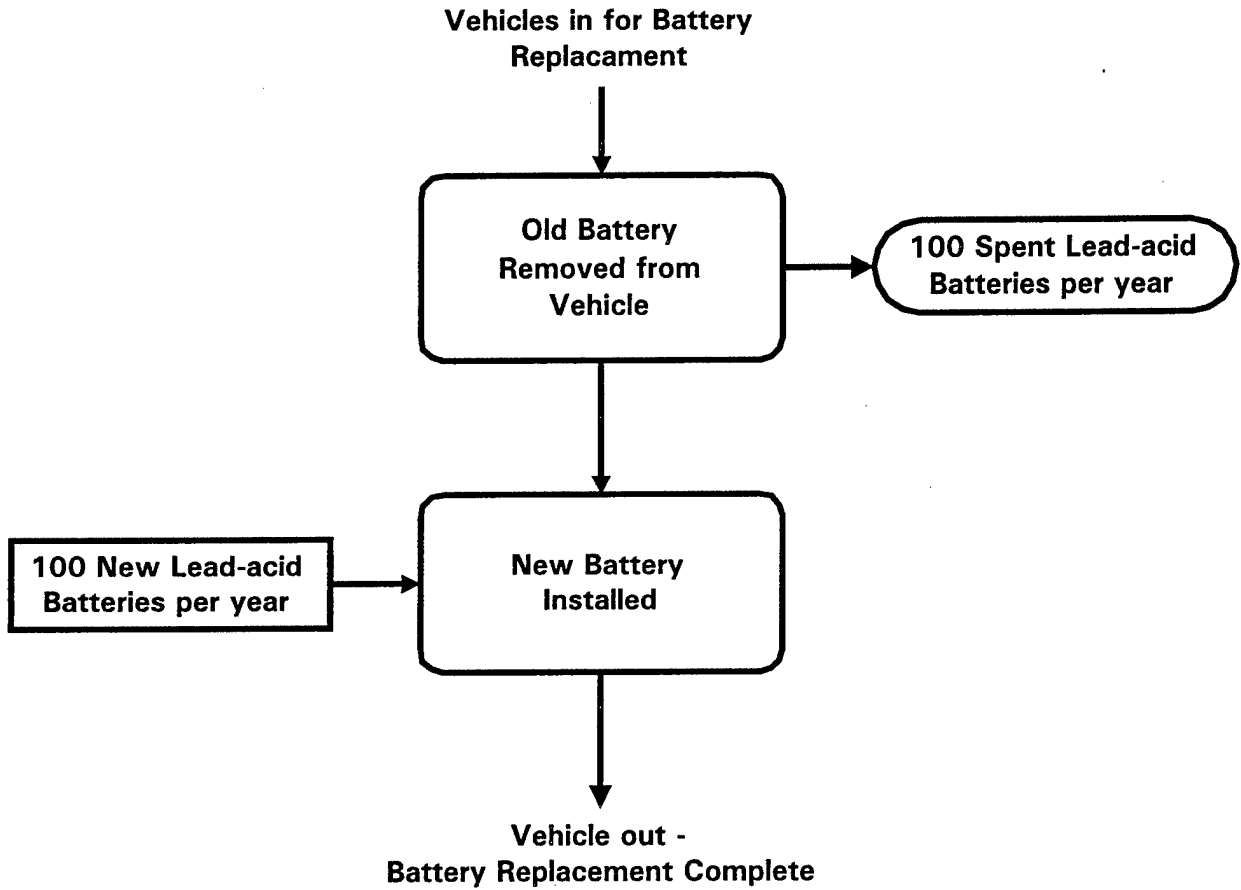 Vehicles in for Battery
Replacament
Old Battery
Removed from
Vehicle
100 Spent Lead-acid
Batteries per year
100 New Lead-acid
Batteries per year
New Battery
Installed
Vehicle out -
Battery Replacement Complete